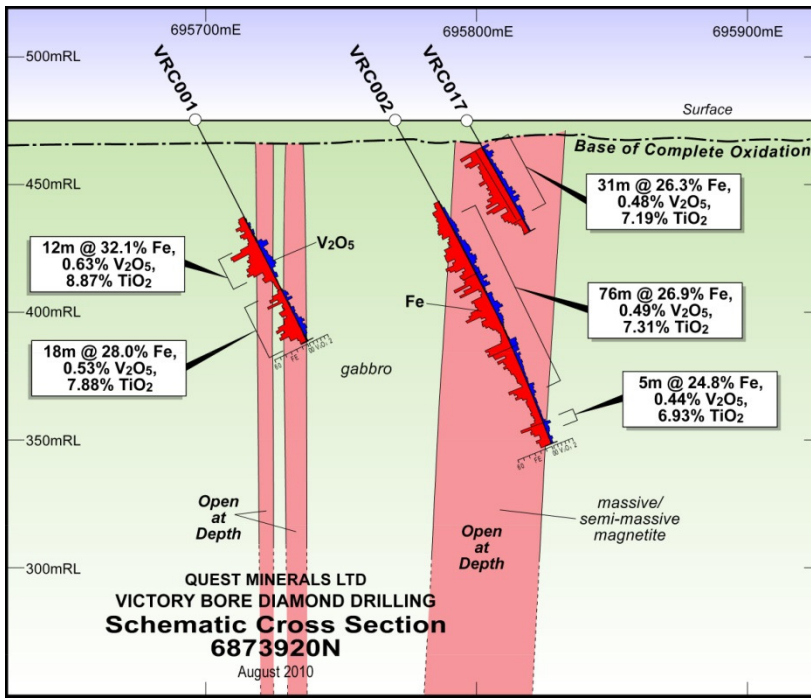 695700mE
695800mE
695900mE
500mRL
VRC001
VRC002
VRC017
Surface
Base of Complete Oxidation
450mRL
31m @ 26.3% Fe,
0.48% V₂O₅,
7.19% TiO₂
12m @ 32.1% Fe,
0.63% V₂O₅,
8.87% TiO₂
V₂O₅
400mRL
Fe
76m @ 26.9% Fe,
0.49% V₂O₅,
7.31% TiO₂
18m @ 28.0% Fe,
0.53% V₂O₅,
7.88% TiO₂
gabbro
5m @ 24.8% Fe,
0.44% V₂O₅,
6.93% TiO₂
350mRL
Open
at
Depth
massive/
semi-massive
magnetite
Open
at
Depth
300mRL
QUEST MINERALS LTD
VICTORY BORE DIAMOND DRILLING
Schematic Cross Section
6873920N
August 2010